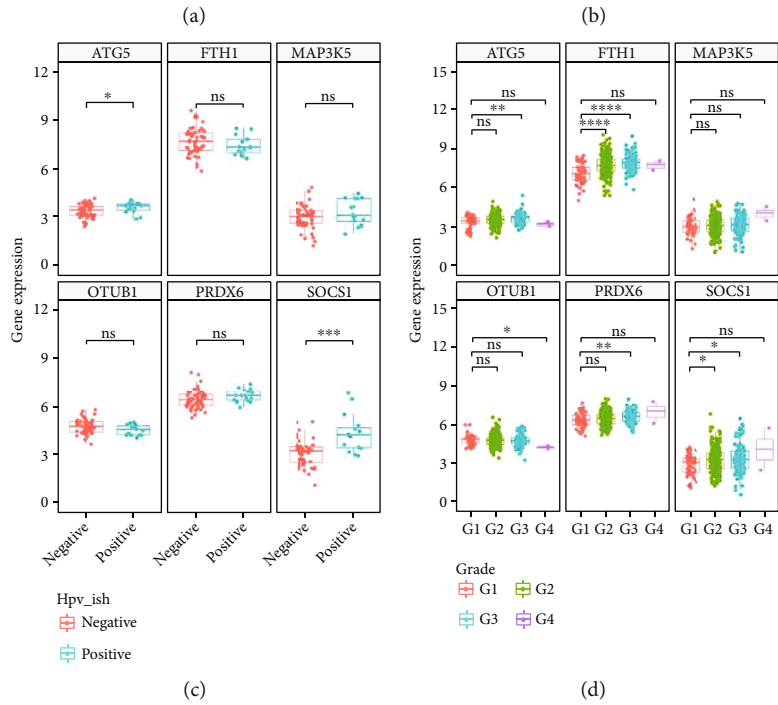 (a)
(b)
ATG5 FTH1 MAP3K5
12
9
6
3
0
* ns ns
OTUB1 PRDX6 SOCS1
12
9
6
3
0
ns ns ***
Gene expression
Negative Positive Negative Positive Negative Positive
Hpv_ish
Negative
Positive
(c)
ATG5 FTH1 MAP3K5
15
12
9
6
3
0
ns ns ns
** **** ns
ns **** ns
OTUB1 PRDX6 SOCS1
15
12
9
6
3
0
* ns ns
ns ** *
ns ns *
Gene expression
G1 G2 G3 G4 G1 G2 G3 G4 G1 G2 G3 G4
Grade
G1 G2
G3 G4
(d)